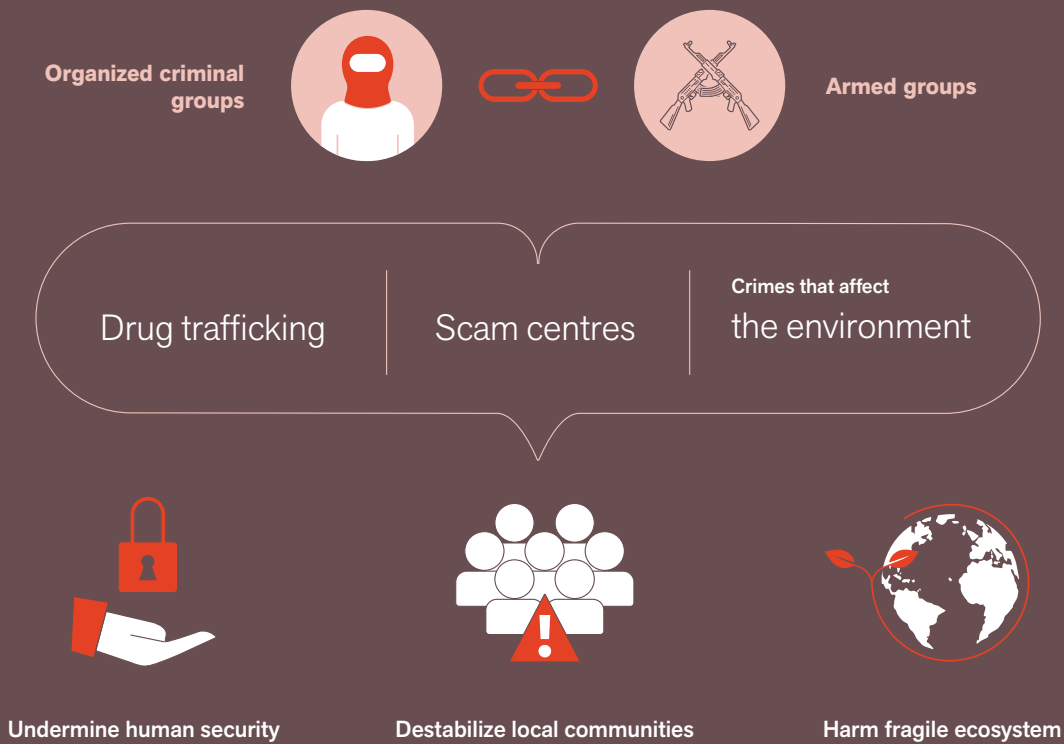 Organized criminal
groups
Armed groups
Drug trafficking
Scam centres
Crimes that affect
the environment
Undermine human security
Destabilize local communities
Harm fragile ecosystem